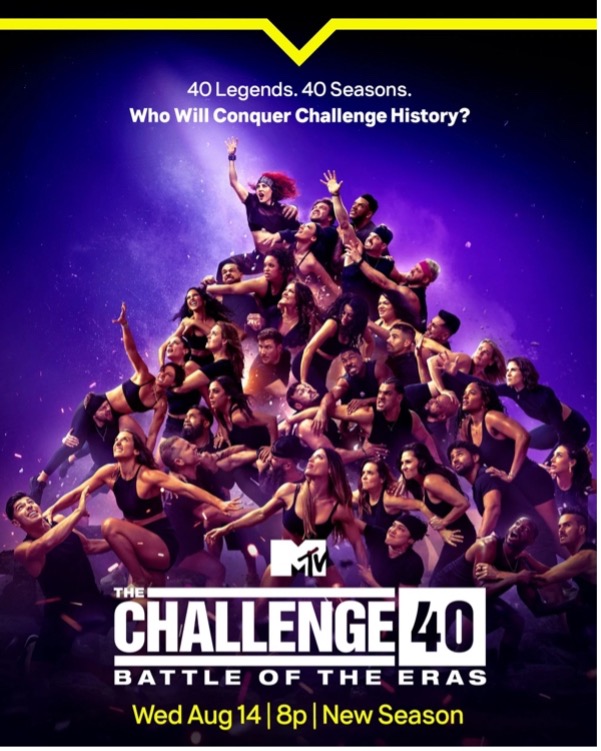 40 Legends. 40 Seasons.
Who Will Conquer Challenge History?
MTV
THE
CHALLENGE 40
BATTLE OF THE ERAS
Wed Aug 14 | 8p | New Season